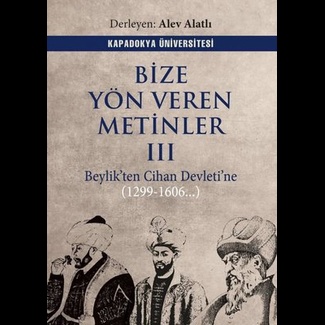 Derleyen: Alev Alatlı
KAPADOKYA ÜNİVERSİTESİ
BİZE
YÖN VEREN
METİNLER
III
Beylik'ten Cihan Devleti'ne
(1299-1606...)